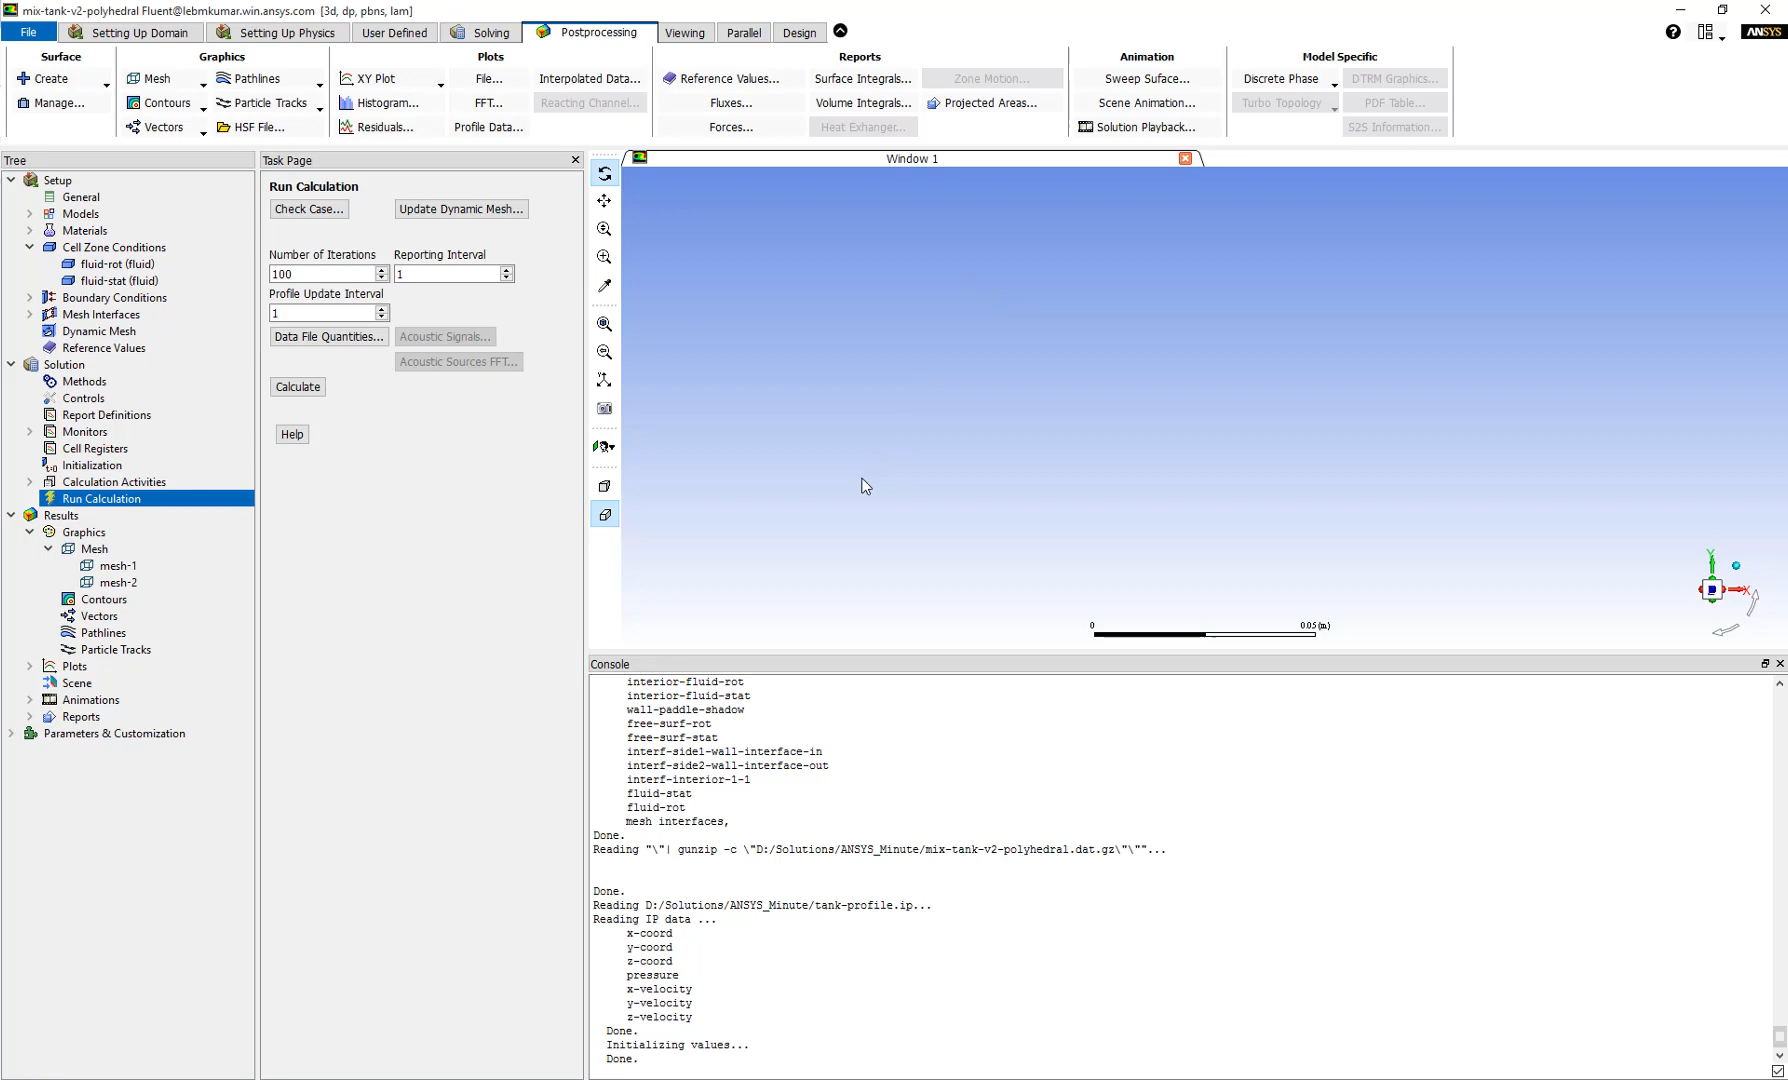 mix-tank-v2-polyhedral Fluent@lebmkumar.win.ansys.com [3d, dp, pbns, lam]
File Setting Up Domain Setting Up Physics User Defined Solving Postprocessing Viewing Parallel Design ANSYS
Surface Graphics Plots Reports Animation Model Specific
Create Mesh Pathlines XY Plot File... Interpolated Data... Reference Values... Surface Integrals... Zone Motion... Sweep Suface... Discrete Phase DTRM Graphics...
Manage... Contours Particle Tracks Histogram... FFT... Reacting Channel... Fluxes... Volume Integrals... Projected Areas... Scene Animation... Turbo Topology PDF Table...
Vectors HSF File... Residuals... Profile Data... Forces... Heat Exhanger... Solution Playback... S2S Information...
Tree
Setup
General
Models
Materials
Cell Zone Conditions
fluid-rot (fluid)
fluid-stat (fluid)
Boundary Conditions
Mesh Interfaces
Dynamic Mesh
Reference Values
Solution
Methods
Controls
Report Definitions
Monitors
Cell Registers
t=0 Initialization
Calculation Activities
Run Calculation
Results
Graphics
Mesh
mesh-1
mesh-2
Contours
Vectors
Pathlines
Particle Tracks
Plots
Scene
Animations
Reports
Parameters & Customization
Task Page
Run Calculation
Check Case... Update Dynamic Mesh...
Number of Iterations Reporting Interval
100 1
Profile Update Interval
1
Data File Quantities... Acoustic Signals...
Acoustic Sources FFT...
Calculate
Help
Window 1
Y
X
0 0.05 (m)
Console
interior-fluid-rot
interior-fluid-stat
wall-paddle-shadow
free-surf-rot
free-surf-stat
interf-side1-wall-interface-in
interf-side2-wall-interface-out
interf-interior-1-1
fluid-stat
fluid-rot
mesh interfaces,
Done.
Reading "\"| gunzip -c \"D:/Solutions/ANSYS_Minute/mix-tank-v2-polyhedral.dat.gz\"\""...
Done.
Reading D:/Solutions/ANSYS_Minute/tank-profile.ip...
Reading IP data ...
x-coord
y-coord
z-coord
pressure
x-velocity
y-velocity
z-velocity
Done.
Initializing values...
Done.